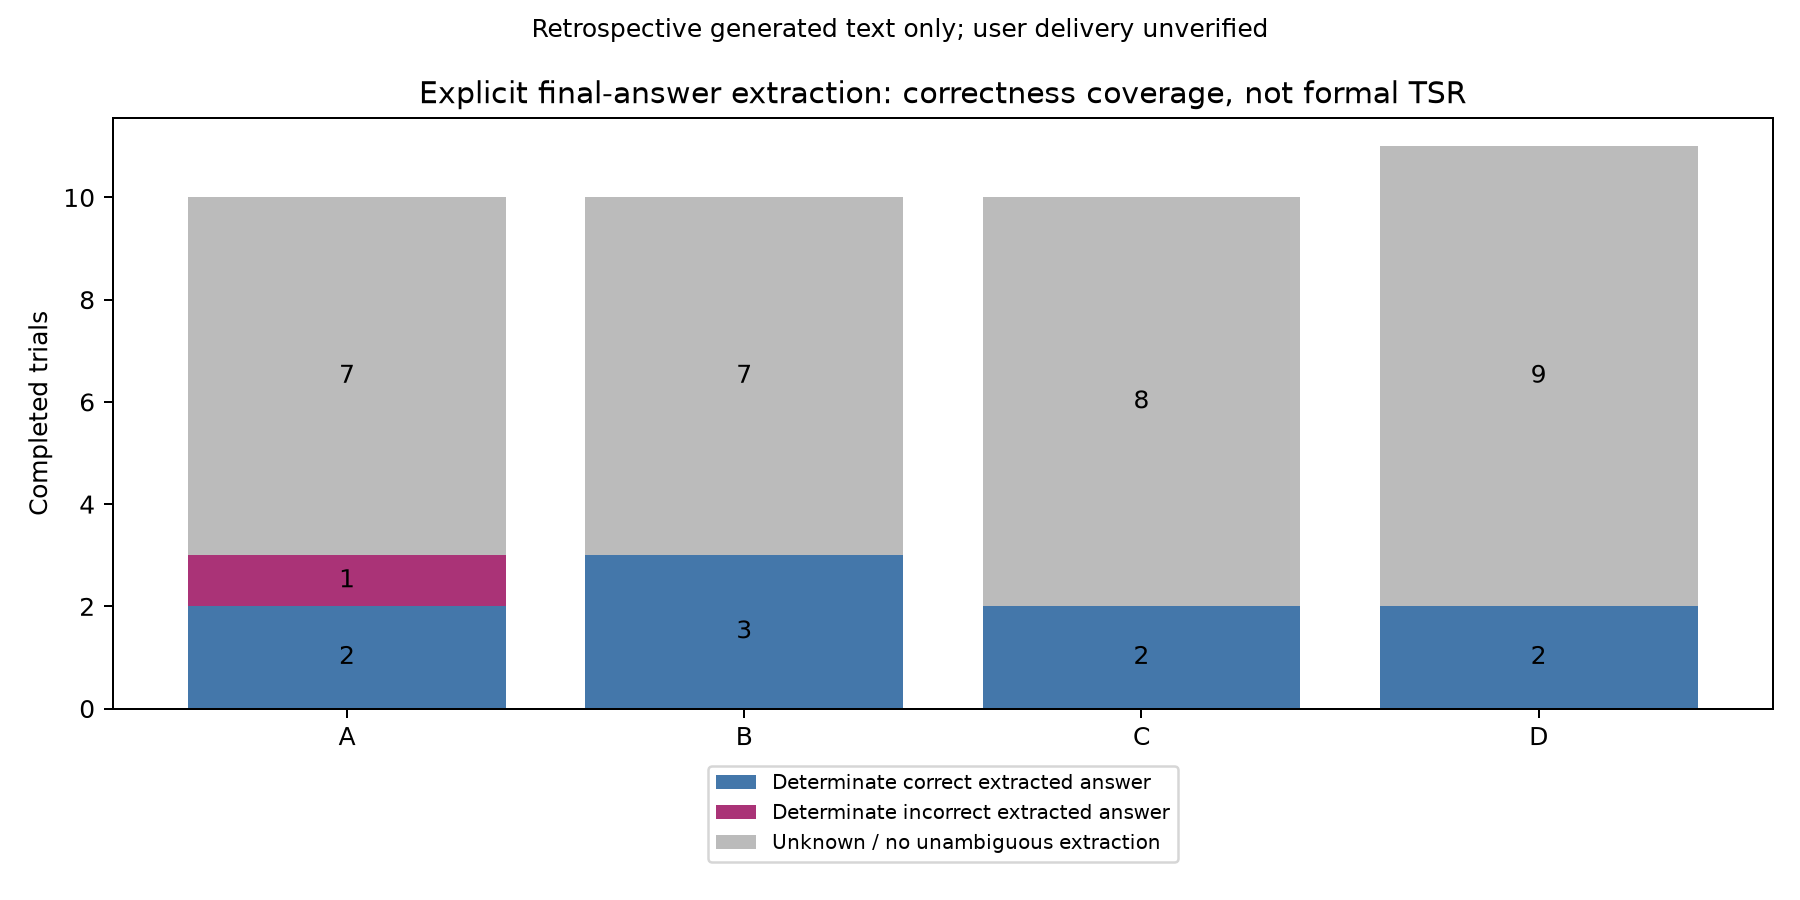 Retrospective generated text only; user delivery unverified
Explicit final-answer extraction: correctness coverage, not formal TSR
Completed trials
10
8
6
4
2
0
7
1
2
7
3
8
2
9
2
A
B
C
D
Determinate correct extracted answer
Determinate incorrect extracted answer
Unknown / no unambiguous extraction